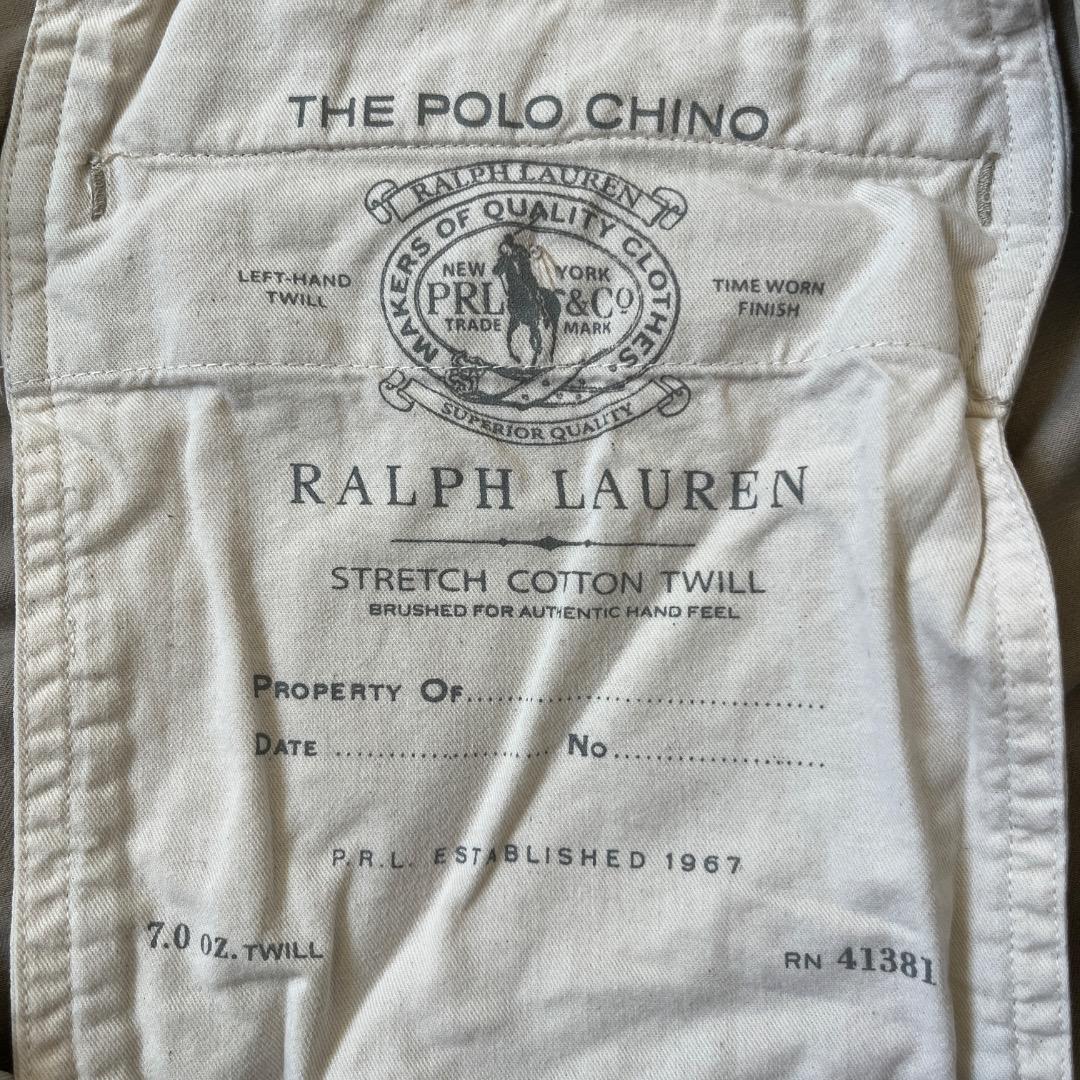 THE POLO CHINO
RALPH LAUREN
MAKERS OF QUALITY CLOTHES.
LEFT-HAND
TWILL
NEW YORK
PRL &Co
TRADE MARK
TIME WORN
FINISH
SUPERIOR QUALITY
RALPH LAUREN
STRETCH COTTON TWILL
BRUSHED FOR AUTHENTIC HAND FEEL
PROPERTY OF..............................
DATE .................... No....................
P.R.L. ESTABLISHED 1967
7.0 OZ. TWILL
RN 41381